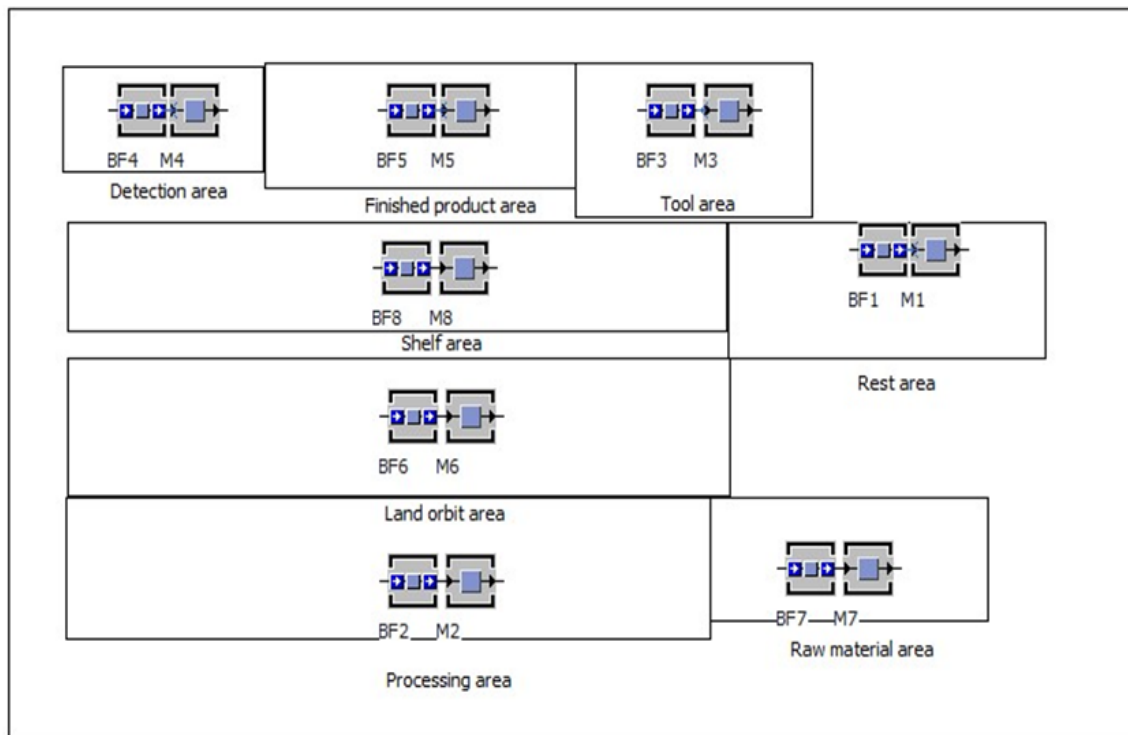 BF4 M4
BF5 M5
BF3 M3
Detection area
Finished product area
Tool area
BF8 M8
BF1 M1
Shelf area
Rest area
BF6 M6
Land orbit area
BF2 M2
BF7 M7
Raw material area
Processing area